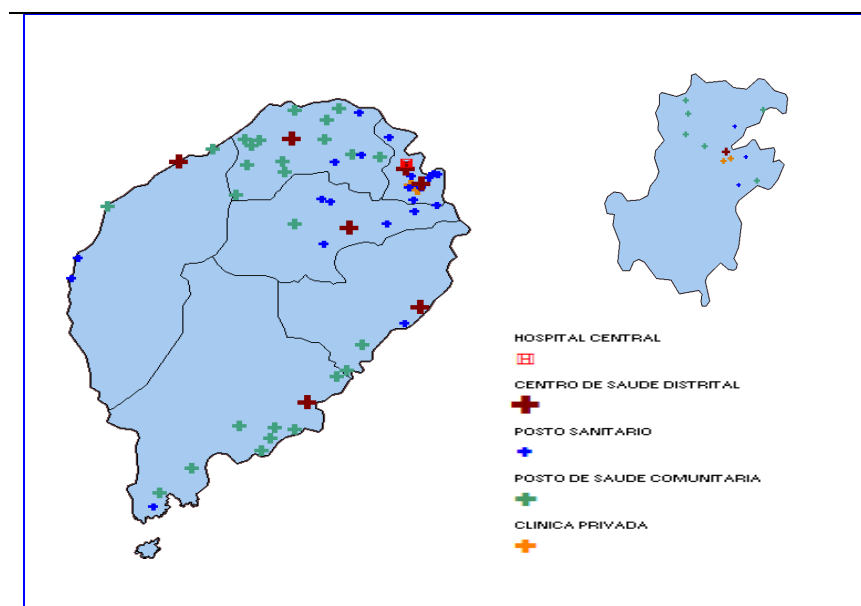 HOSPITAL CENTRAL
H
CENTRO DE SAUDE DISTRITAL
POSTO SANITARIO
POSTO DE SAUDE COMUNITARIA
CLINICA PRIVADA